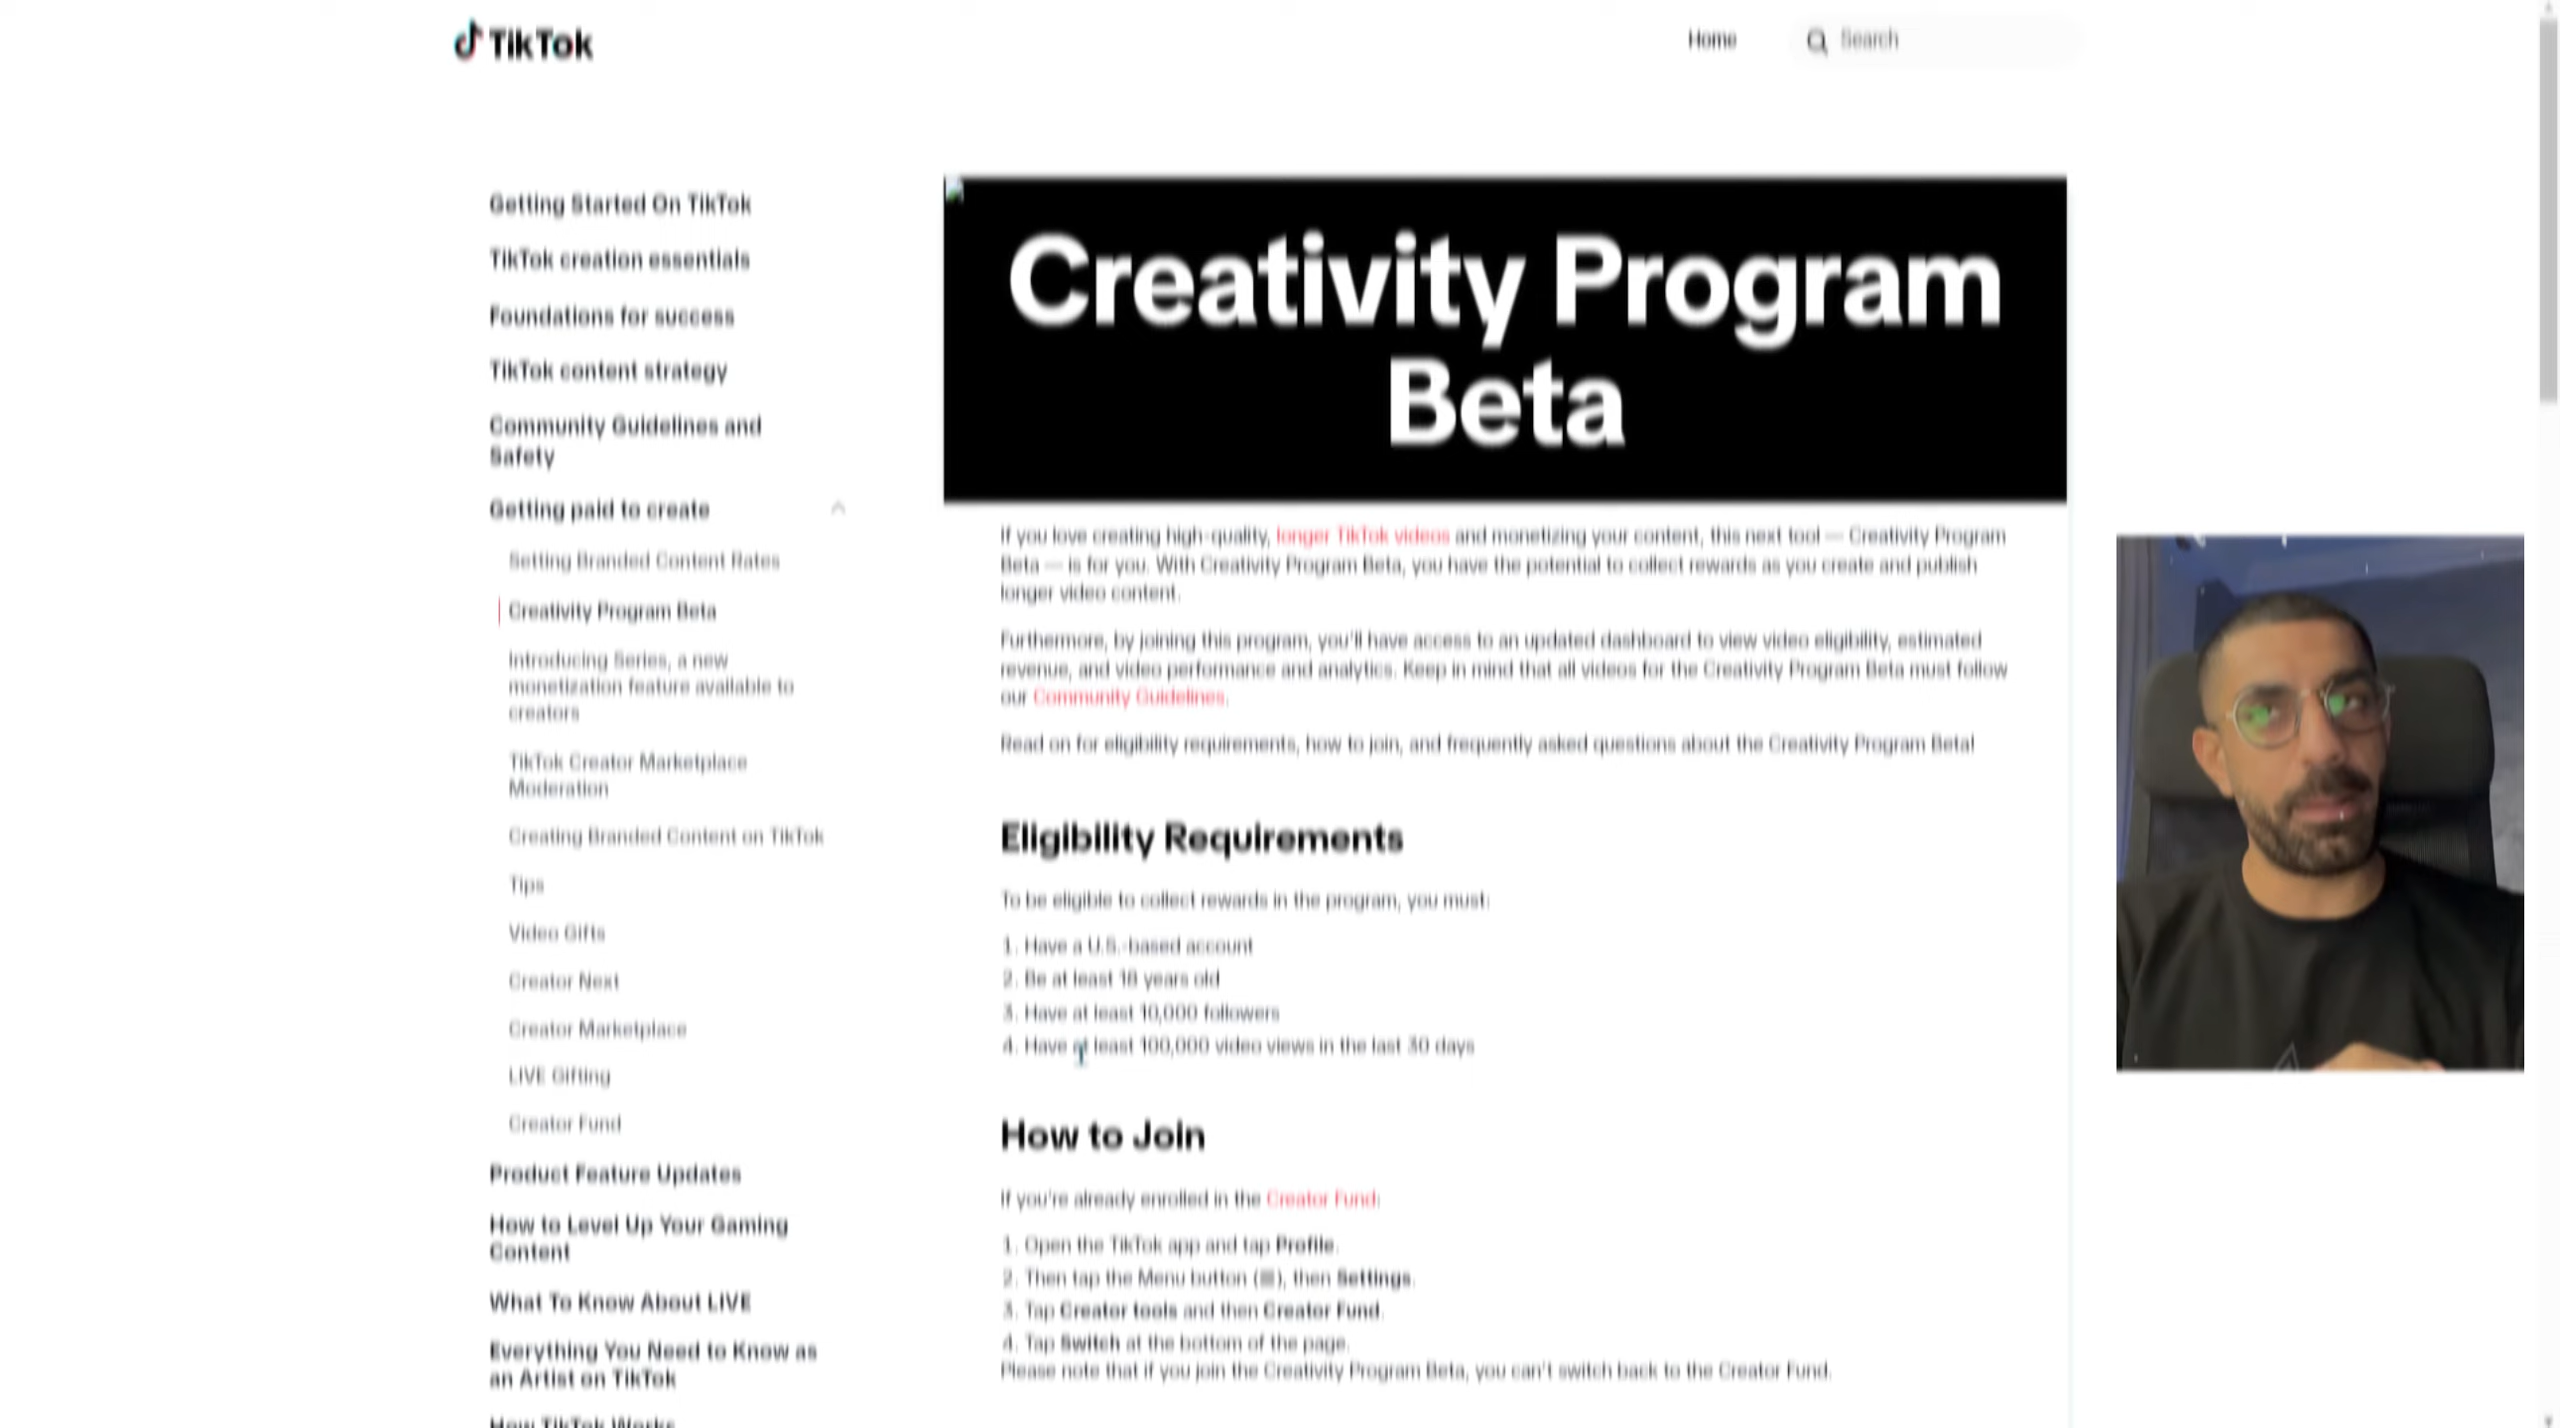 TikTok
Home
Search
Getting Started On TikTok
TikTok creation essentials
Foundations for success
TikTok content strategy
Community Guidelines and
Safety
Getting paid to create
Setting Branded Content Rates
Creativity Program Beta
Introducing Series, a new
monetization feature available to
creators
TikTok Creator Marketplace
Moderation
Creating Branded Content on TikTok
Tips
Video Gifts
Creator Next
Creator Marketplace
LIVE Gifting
Creator Fund
Product Feature Updates
How to Level Up Your Gaming
Content
What To Know About LIVE
Everything You Need to Know as
an Artist on TikTok
How TikTok Works
Creativity Program
Beta
If you love creating high-quality, longer TikTok videos and monetizing your content, this next tool — Creativity Program
Beta — is for you. With Creativity Program Beta, you have the potential to collect rewards as you create and publish
longer video content.
Furthermore, by joining this program, you'll have access to an updated dashboard to view video eligibility, estimated
revenue, and video performance and analytics. Keep in mind that all videos for the Creativity Program Beta must follow
our Community Guidelines.
Read on for eligibility requirements, how to join, and frequently asked questions about the Creativity Program Beta!
Eligibility Requirements
To be eligible to collect rewards in the program, you must:
1. Have a U.S.-based account
2. Be at least 18 years old
3. Have at least 10,000 followers
4. Have at least 100,000 video views in the last 30 days
How to Join
If you're already enrolled in the Creator Fund:
1. Open the TikTok app and tap Profile.
2. Then tap the Menu button (☰), then Settings.
3. Tap Creator tools and then Creator Fund.
4. Tap Switch at the bottom of the page.
Please note that if you join the Creativity Program Beta, you can't switch back to the Creator Fund.